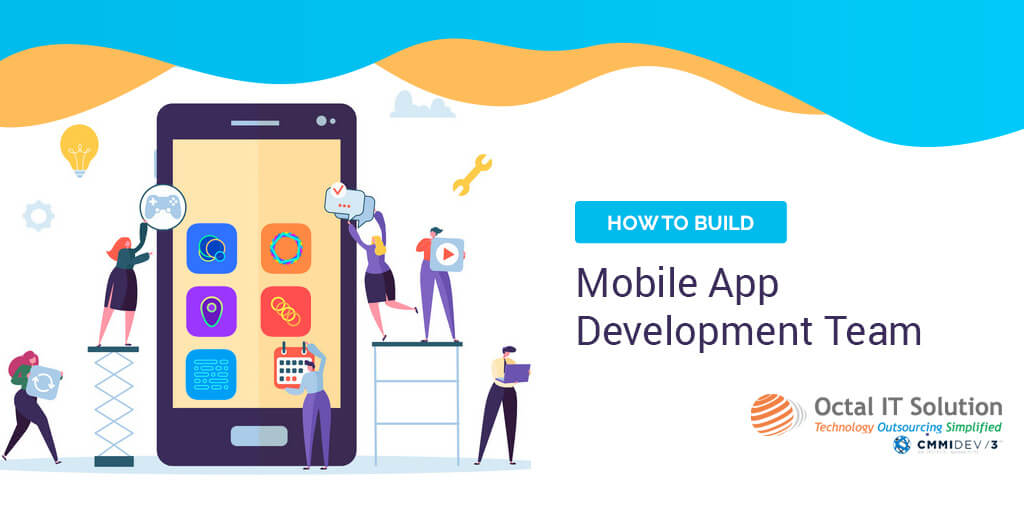 HOW TO BUILD
Mobile App
Development Team
Octal IT Solution
Technology Outsourcing Simplified
CMMIDEV/3